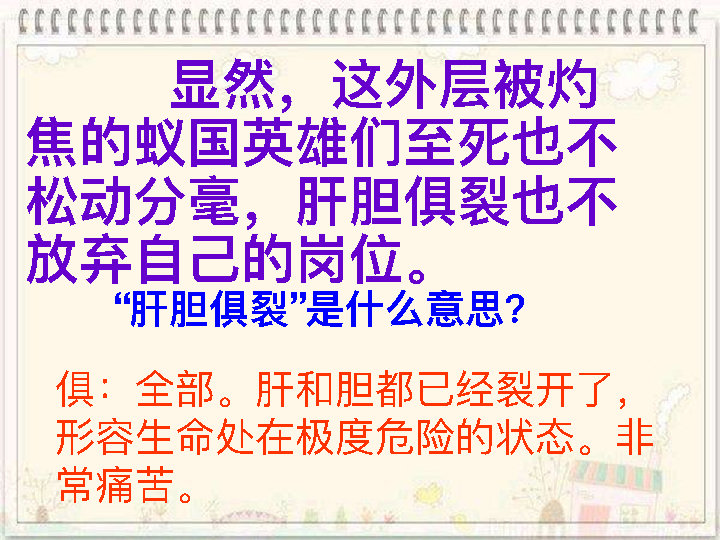 显然，这外层被灼
焦的蚁国英雄们至死也不
松动分毫，肝胆俱裂也不
放弃自己的岗位。
“肝胆俱裂”是什么意思?
俱：全部。肝和胆都已经裂开了，
形容生命处在极度危险的状态。非
常痛苦。